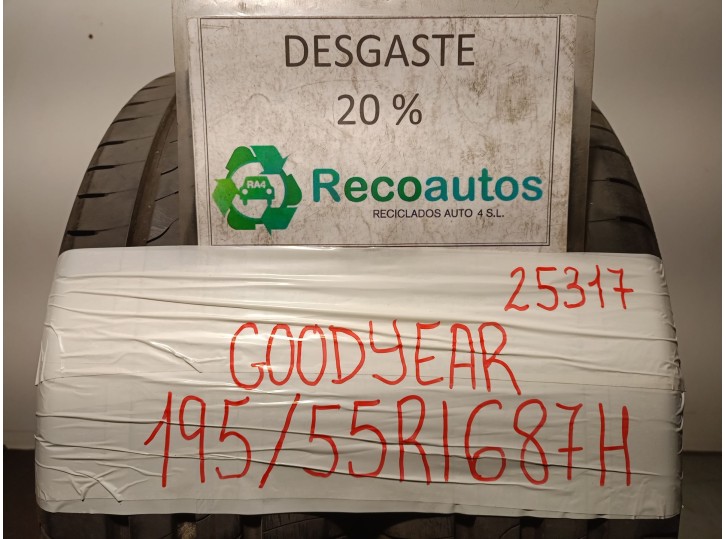 DESGASTE
20 %
RA4
Recoautos
RECICLADOS AUTO 4 S.L.
25317
GOODYEAR
195/55R1687H